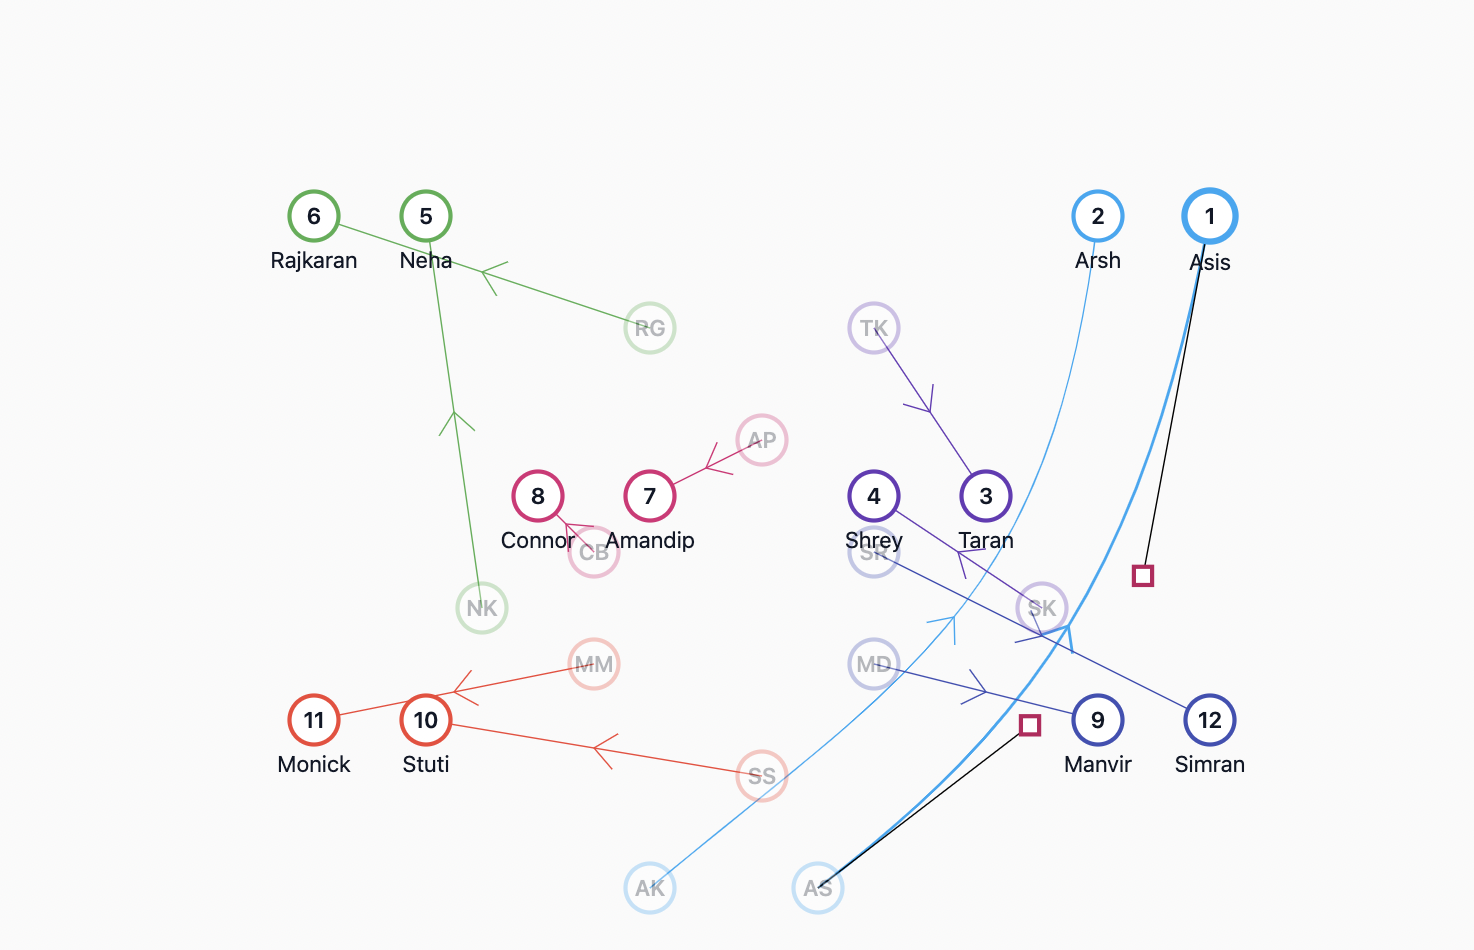 6
5
2
1
Rajkaran
Neha
Arsh
Asis
RG
TK
AP
8
7
4
3
Connor
Amandip
Shrey
Taran
CB
SR
NK
SK
MM
MD
11
10
9
12
Monick
Stuti
Manvir
Simran
SS
AK
AS